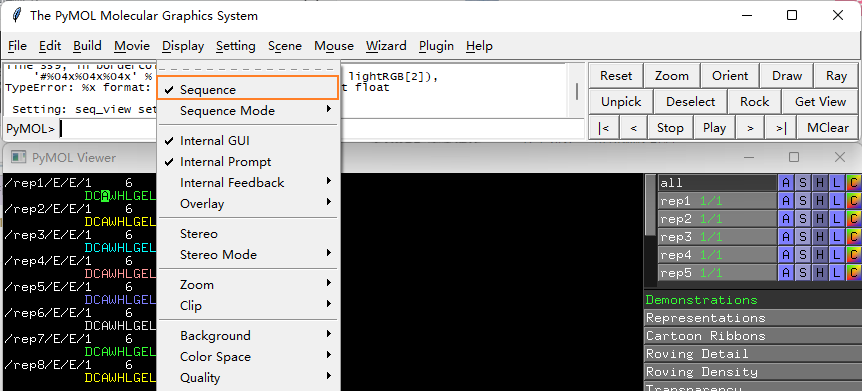 The PyMOL Molecular Graphics System
File Edit Build Movie Display Setting Scene Mouse Wizard Plugin Help
'#%04x%04x%04x' % lightRGB[2]),
TypeError: %x format: t float
Setting: seq_view set
PyMOL>
Reset Zoom Orient Draw Ray
Unpick Deselect Rock Get View
|< < Stop Play > >| MClear
Sequence
Sequence Mode
Internal GUI
Internal Prompt
Internal Feedback
Overlay
Stereo
Stereo Mode
Zoom
Clip
Background
Color Space
Quality
PyMOL Viewer
/rep1/E/E/1 6
DCAWHLGEL
/rep2/E/E/1 6
DCAWHLGEL
/rep3/E/E/1 6
DCAWHLGEL
/rep4/E/E/1 6
DCAWHLGEL
/rep5/E/E/1 6
DCAWHLGEL
/rep6/E/E/1 6
DCAWHLGEL
/rep7/E/E/1 6
DCAWHLGEL
/rep8/E/E/1 6
DCAWHLGEL
all A S H L C
rep1 1/1 A S H L C
rep2 1/1 A S H L C
rep3 1/1 A S H L C
rep4 1/1 A S H L C
rep5 1/1 A S H L C
Demonstrations
Representations
Cartoon Ribbons
Roving Detail
Roving Density
Transparency